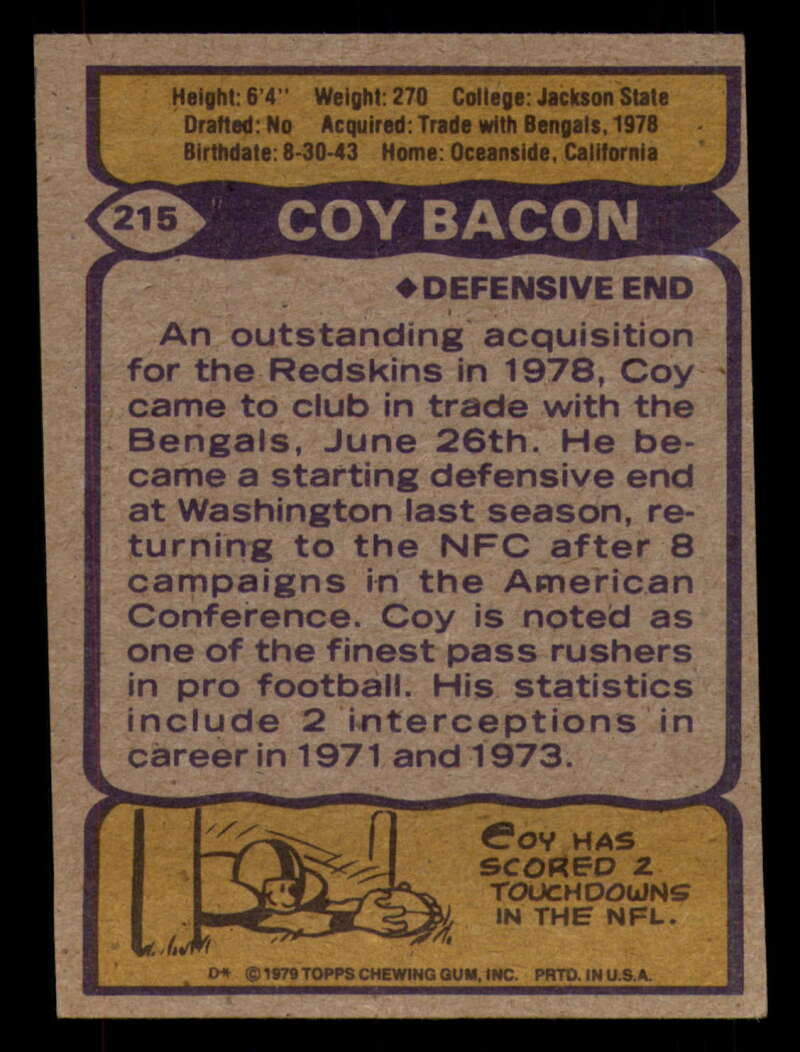 Height: 6'4" Weight: 270 College: Jackson State
Drafted: No Acquired: Trade with Bengals, 1978
Birthdate: 8-30-43 Home: Oceanside, California
215 COY BACON
♦DEFENSIVE END
An outstanding acquisition
for the Redskins in 1978, Coy
came to club in trade with the
Bengals, June 26th. He be-
came a starting defensive end
at Washington last season, re-
turning to the NFC after 8
campaigns in the American
Conference. Coy is noted as
one of the finest pass rushers
in pro football. His statistics
include 2 interceptions in
career in 1971 and 1973.
COY HAS
SCORED 2
TOUCHDOWNS
IN THE NFL.
D* © 1979 TOPPS CHEWING GUM, INC. PRTD. IN U.S.A.